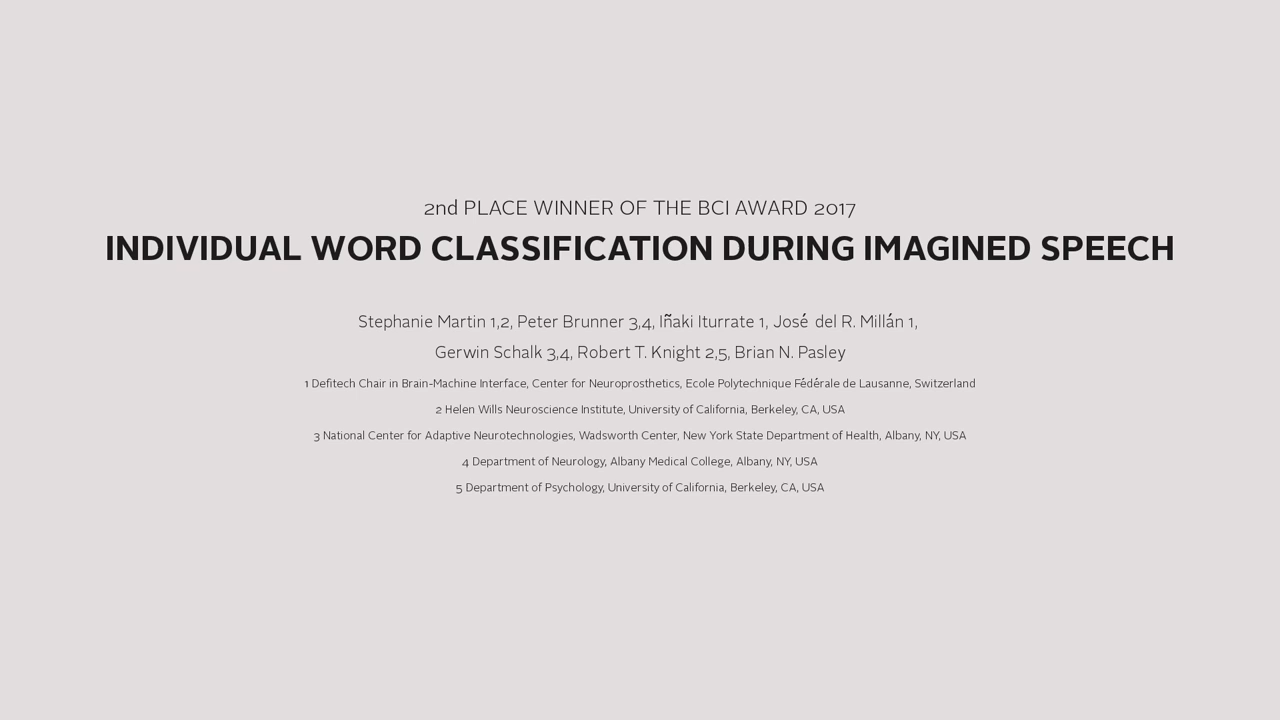 2nd PLACE WINNER OF THE BCI AWARD 2017
INDIVIDUAL WORD CLASSIFICATION DURING IMAGINED SPEECH
Stephanie Martin 1,2, Peter Brunner 3,4, Iñaki Iturrate 1, José del R. Millán 1,
Gerwin Schalk 3,4, Robert T. Knight 2,5, Brian N. Pasley
1 Defitech Chair in Brain-Machine Interface, Center for Neuroprosthetics, Ecole Polytechnique Fédérale de Lausanne, Switzerland
2 Helen Wills Neuroscience Institute, University of California, Berkeley, CA, USA
3 National Center for Adaptive Neurotechnologies, Wadsworth Center, New York State Department of Health, Albany, NY, USA
4 Department of Neurology, Albany Medical College, Albany, NY, USA
5 Department of Psychology, University of California, Berkeley, CA, USA